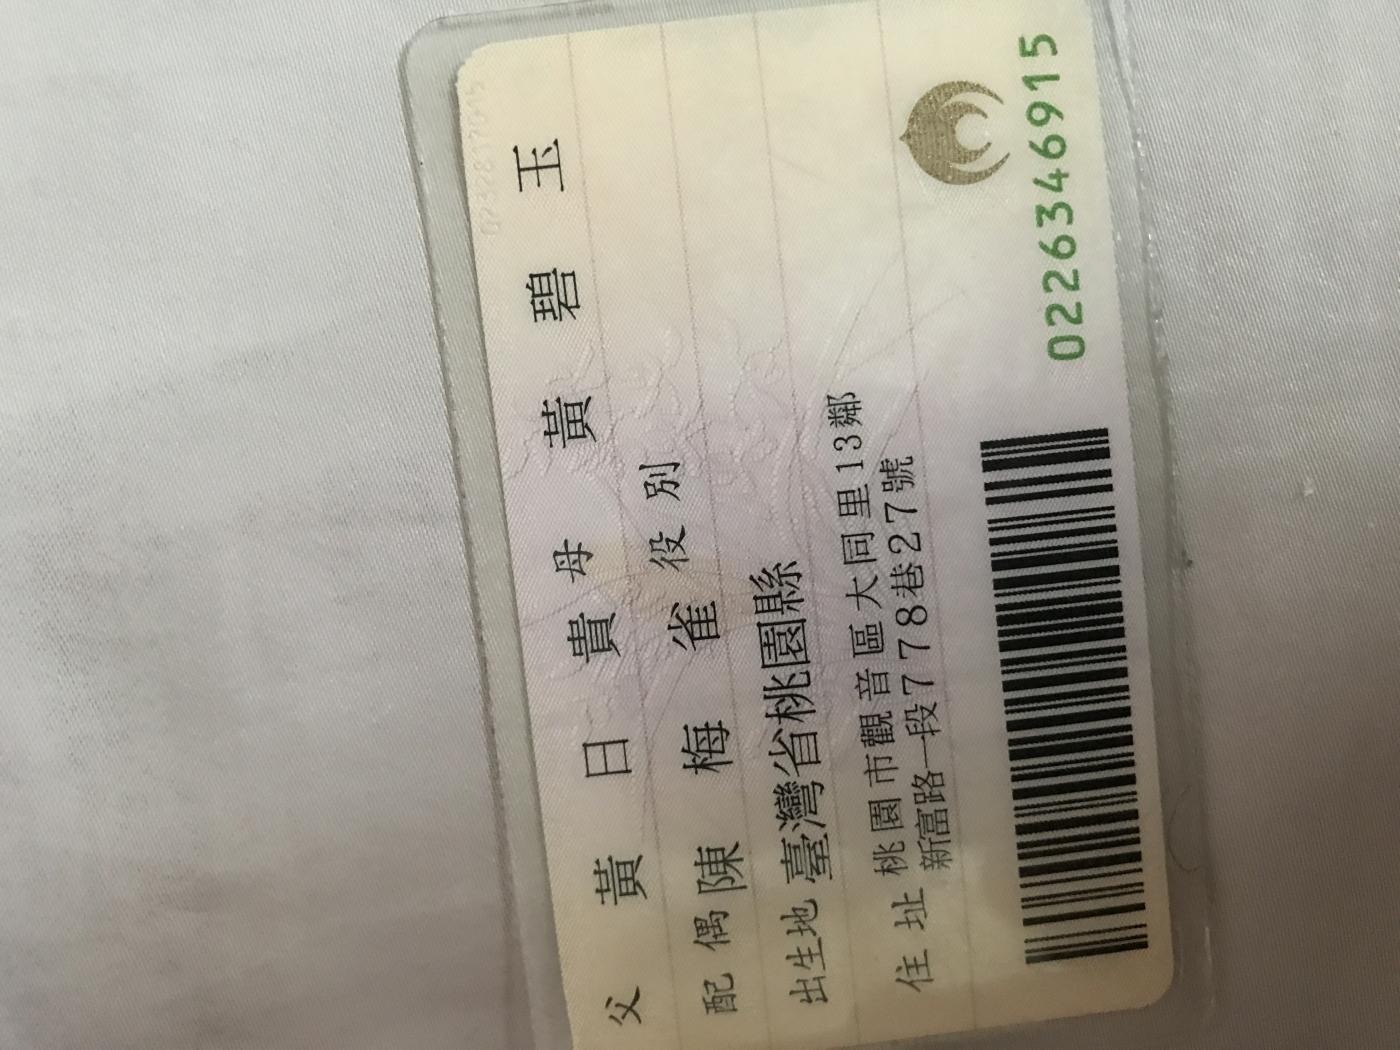 父 黃日貴 母 黃碧玉
配偶 陳梅雀 役別
出生地 臺灣省桃園縣
住址 桃園市觀音區大同里13鄰
新富路一段778巷27號
0226346915